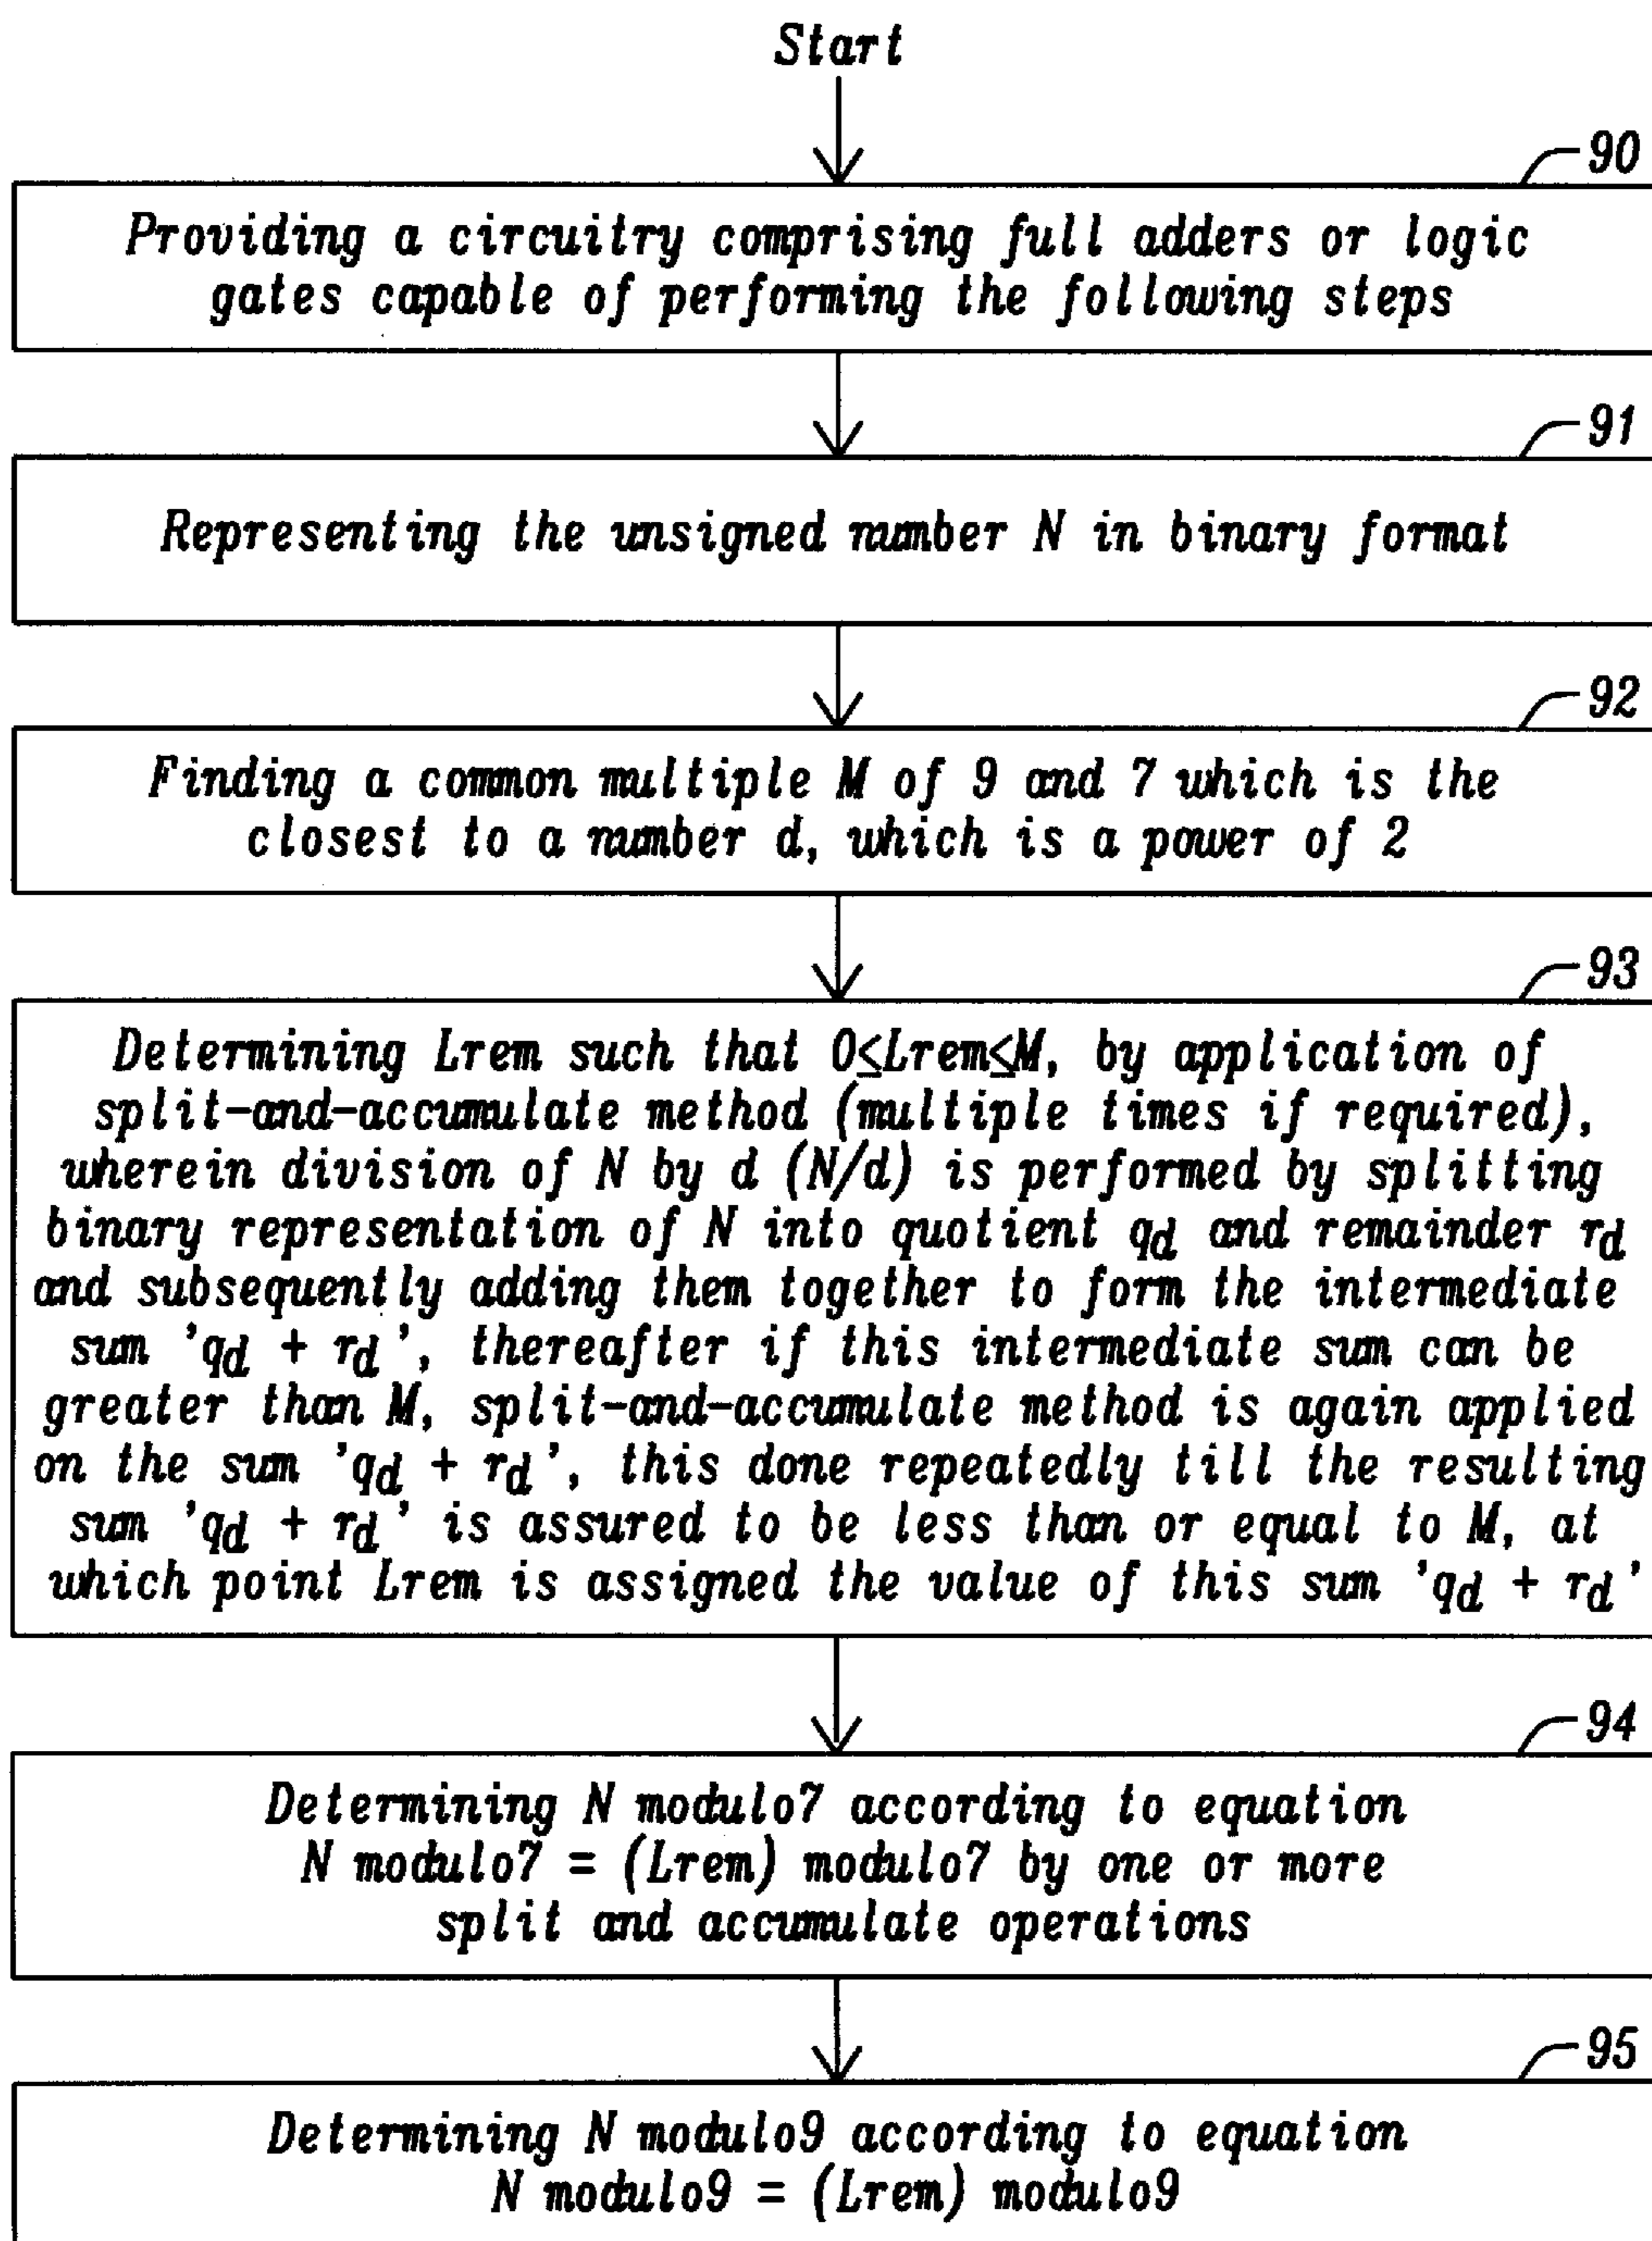 Start
90
Providing a circuitry comprising full adders or logic
gates capable of performing the following steps
91
Representing the unsigned number N in binary format
92
Finding a common multiple M of 9 and 7 which is the
closest to a number d, which is a power of 2
93
Determining Lrem such that 0≤Lrem≤M, by application of
split-and-accumulate method (multiple times if required),
wherein division of N by d (N/d) is performed by splitting
binary representation of N into quotient qd and remainder rd
and subsequently adding them together to form the intermediate
sum 'qd + rd', thereafter if this intermediate sum can be
greater than M, split-and-accumulate method is again applied
on the sum 'qd + rd', this done repeatedly till the resulting
sum 'qd + rd' is assured to be less than or equal to M, at
which point Lrem is assigned the value of this sum 'qd + rd'
94
Determining N modulo7 according to equation
N modulo7 = (Lrem) modulo7 by one or more
split and accumulate operations
95
Determining N modulo9 according to equation
N modulo9 = (Lrem) modulo9